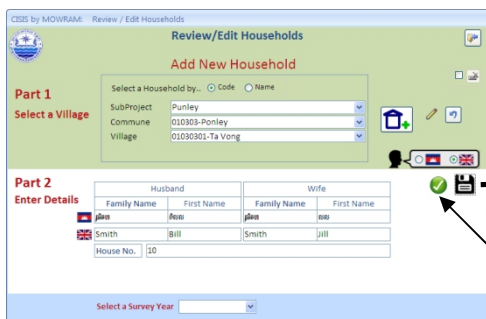 CISIS by MOWRAM: Review / Edit Households
Review/Edit Households
Add New Household
Part 1
Select a Village
Select a Household by... Code Name
SubProject Punley
Commune 010303-Ponley
Village 01030301-Ta Vong
Part 2
Enter Details
Husband Wife
Family Name First Name Family Name First Name
Smith Bill Smith Jill
House No. 10
Select a Survey Year